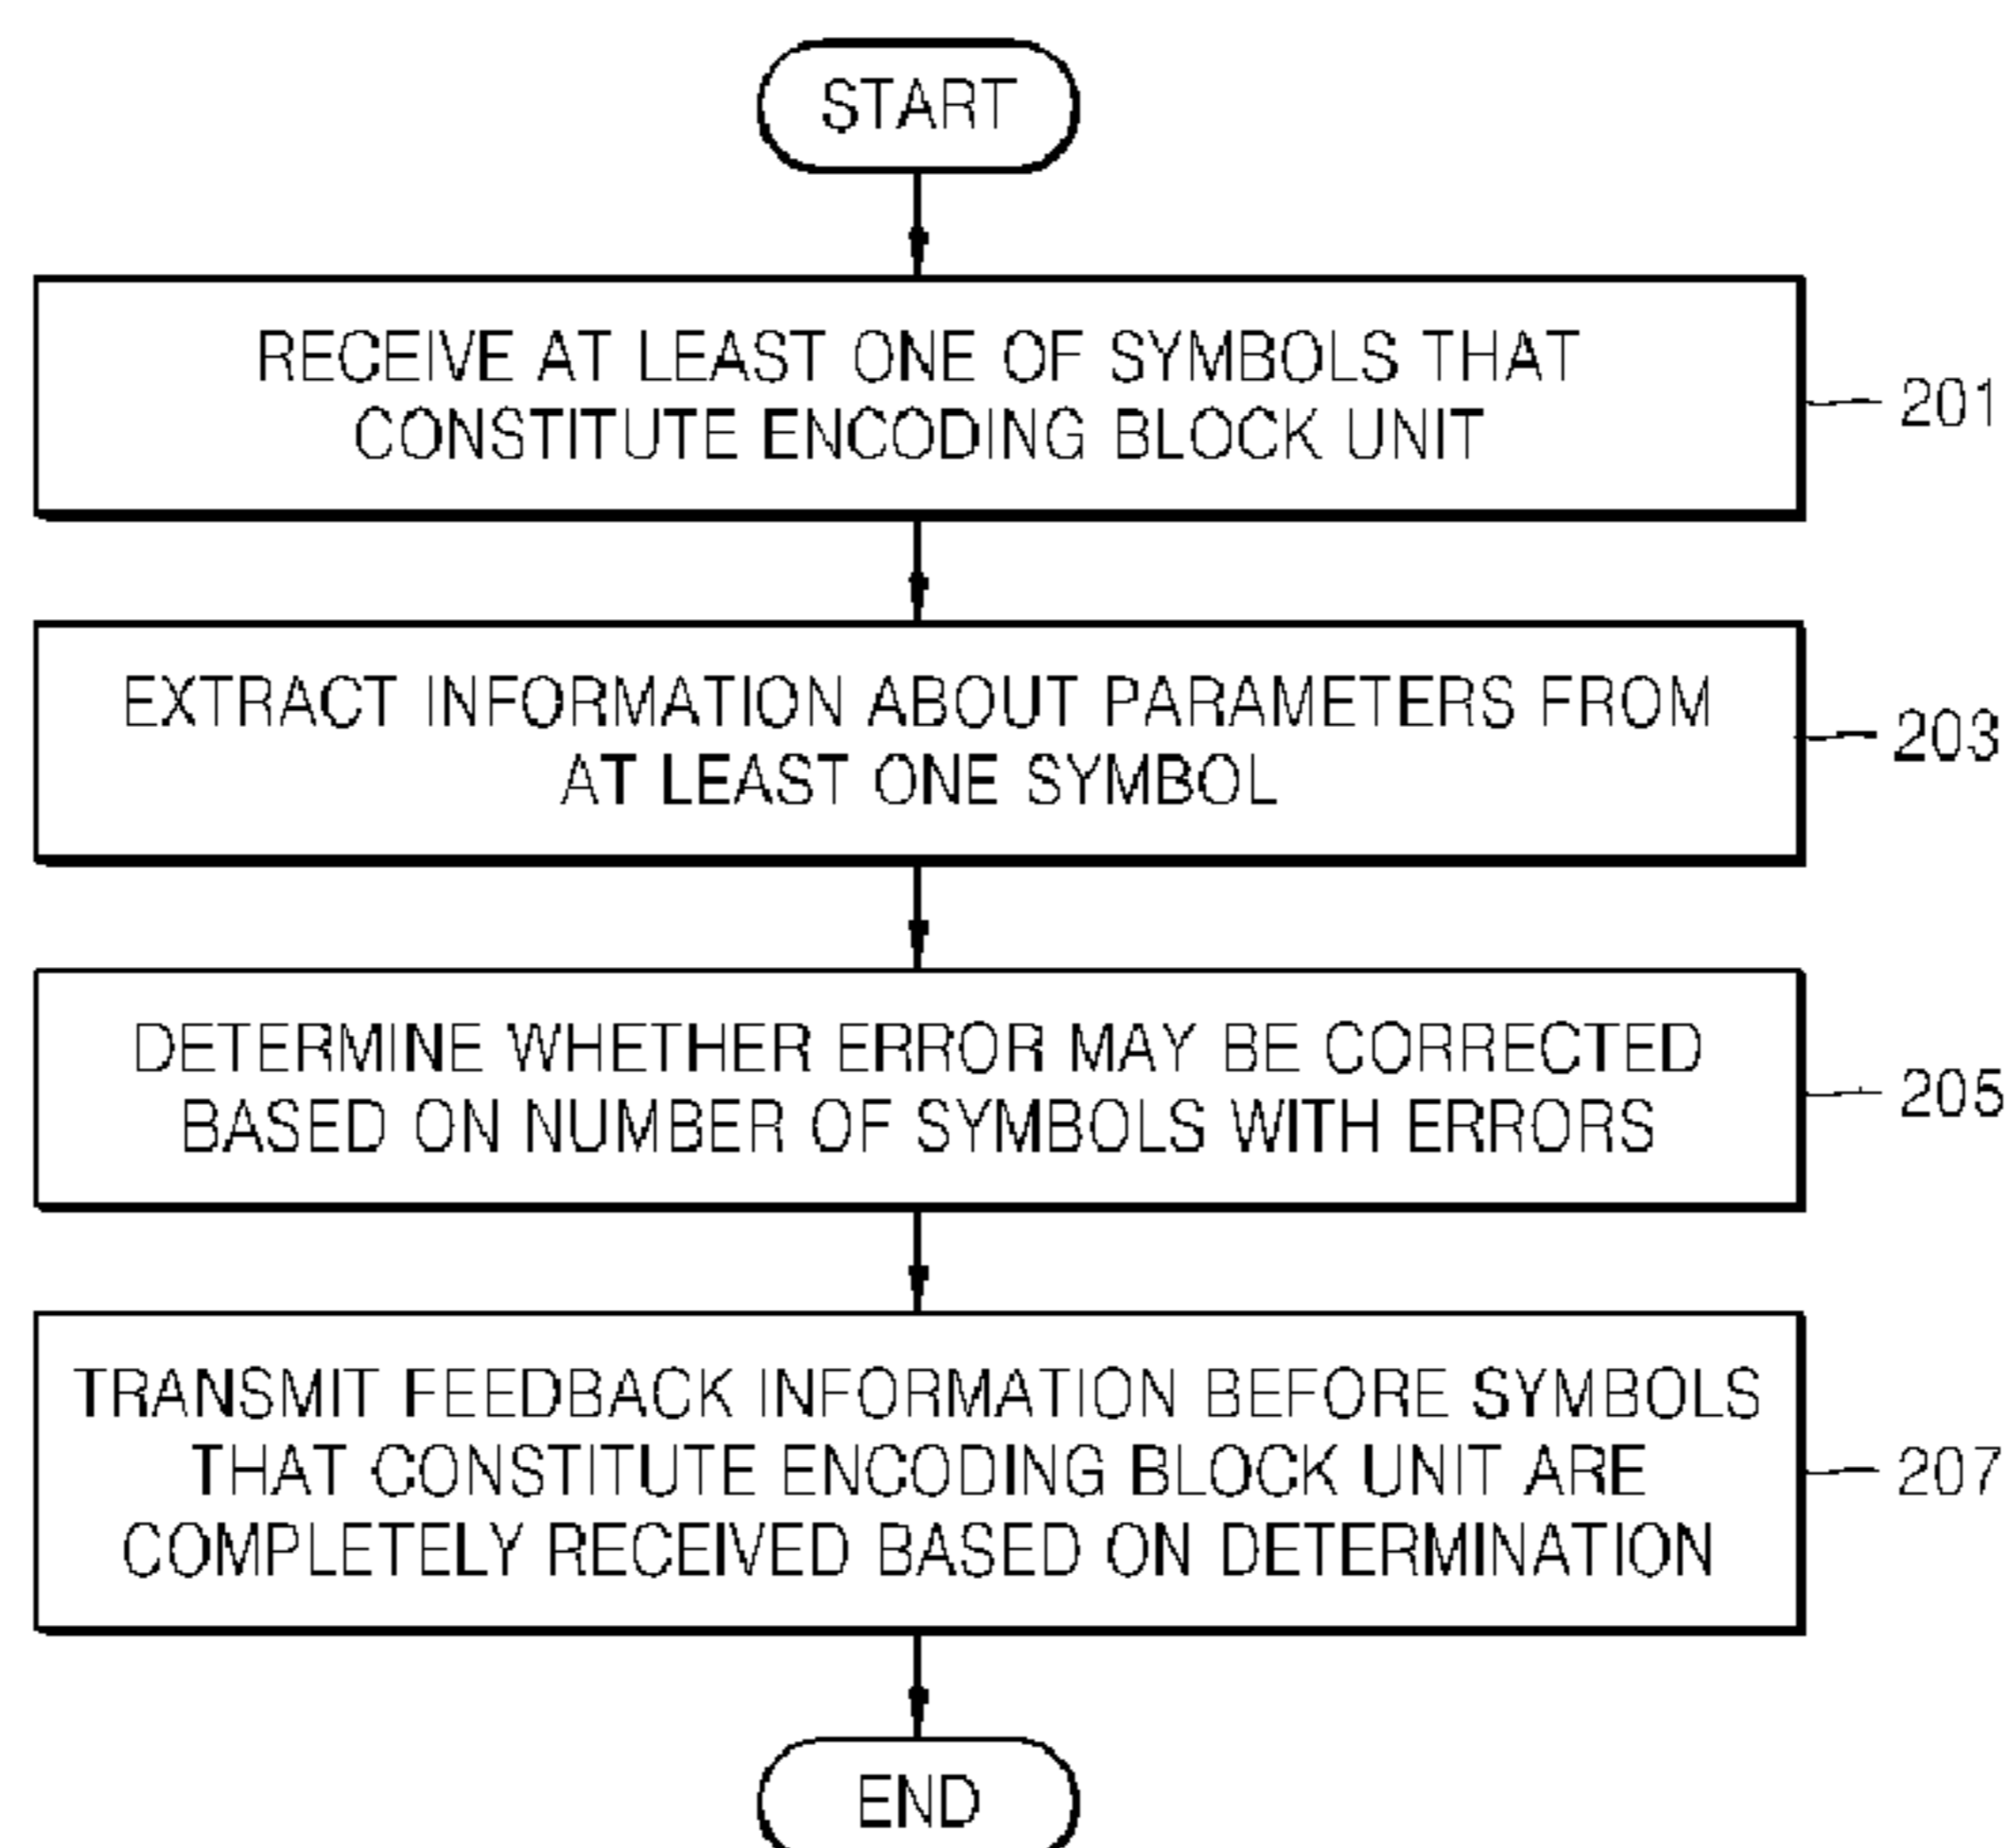 START
RECEIVE AT LEAST ONE OF SYMBOLS THAT
CONSTITUTE ENCODING BLOCK UNIT
201
EXTRACT INFORMATION ABOUT PARAMETERS FROM
AT LEAST ONE SYMBOL
203
DETERMINE WHETHER ERROR MAY BE CORRECTED
BASED ON NUMBER OF SYMBOLS WITH ERRORS
205
TRANSMIT FEEDBACK INFORMATION BEFORE SYMBOLS
THAT CONSTITUTE ENCODING BLOCK UNIT ARE
COMPLETELY RECEIVED BASED ON DETERMINATION
207
END